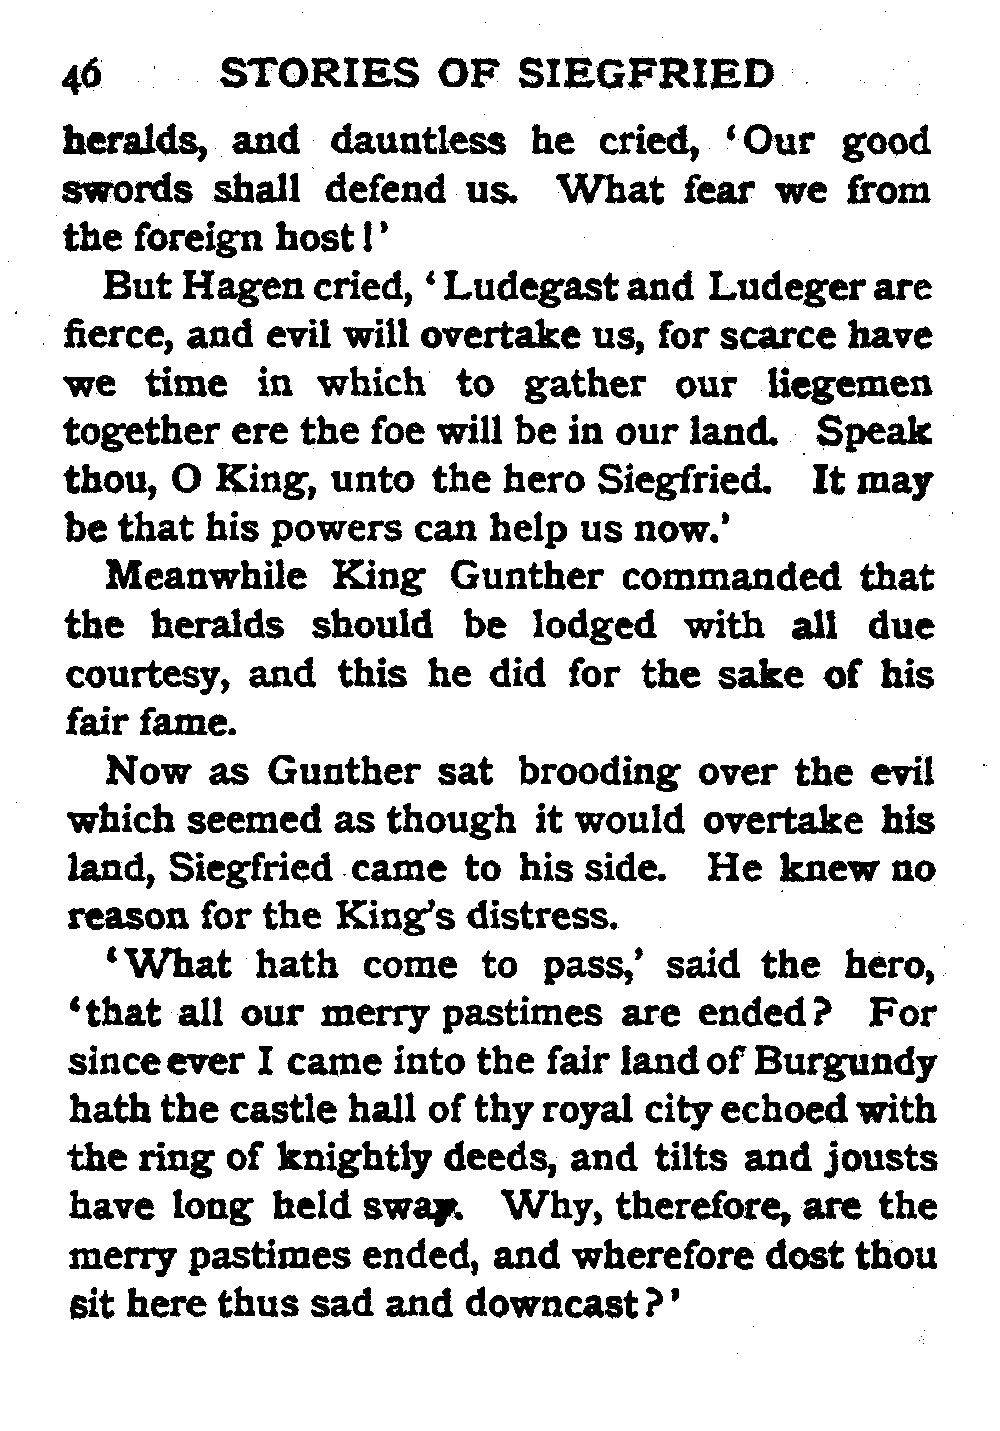 46 STORIES OF SIEGFRIED
heralds, and dauntless he cried, ‘Our good
swords shall defend us. What fear we from
the foreign host!’
But Hagen cried, ‘Ludegast and Ludeger are
fierce, and evil will overtake us, for scarce have
we time in which to gather our liegemen
together ere the foe will be in our land. Speak
thou, O King, unto the hero Siegfried. It may
be that his powers can help us now.’
Meanwhile King Gunther commanded that
the heralds should be lodged with all due
courtesy, and this he did for the sake of his
fair fame.
Now as Gunther sat brooding over the evil
which seemed as though it would overtake his
land, Siegfried came to his side. He knew no
reason for the King’s distress.
‘What hath come to pass,’ said the hero,
‘that all our merry pastimes are ended? For
since ever I came into the fair land of Burgundy
hath the castle hall of thy royal city echoed with
the ring of knightly deeds, and tilts and jousts
have long held sway. Why, therefore, are the
merry pastimes ended, and wherefore dost thou
sit here thus sad and downcast?’